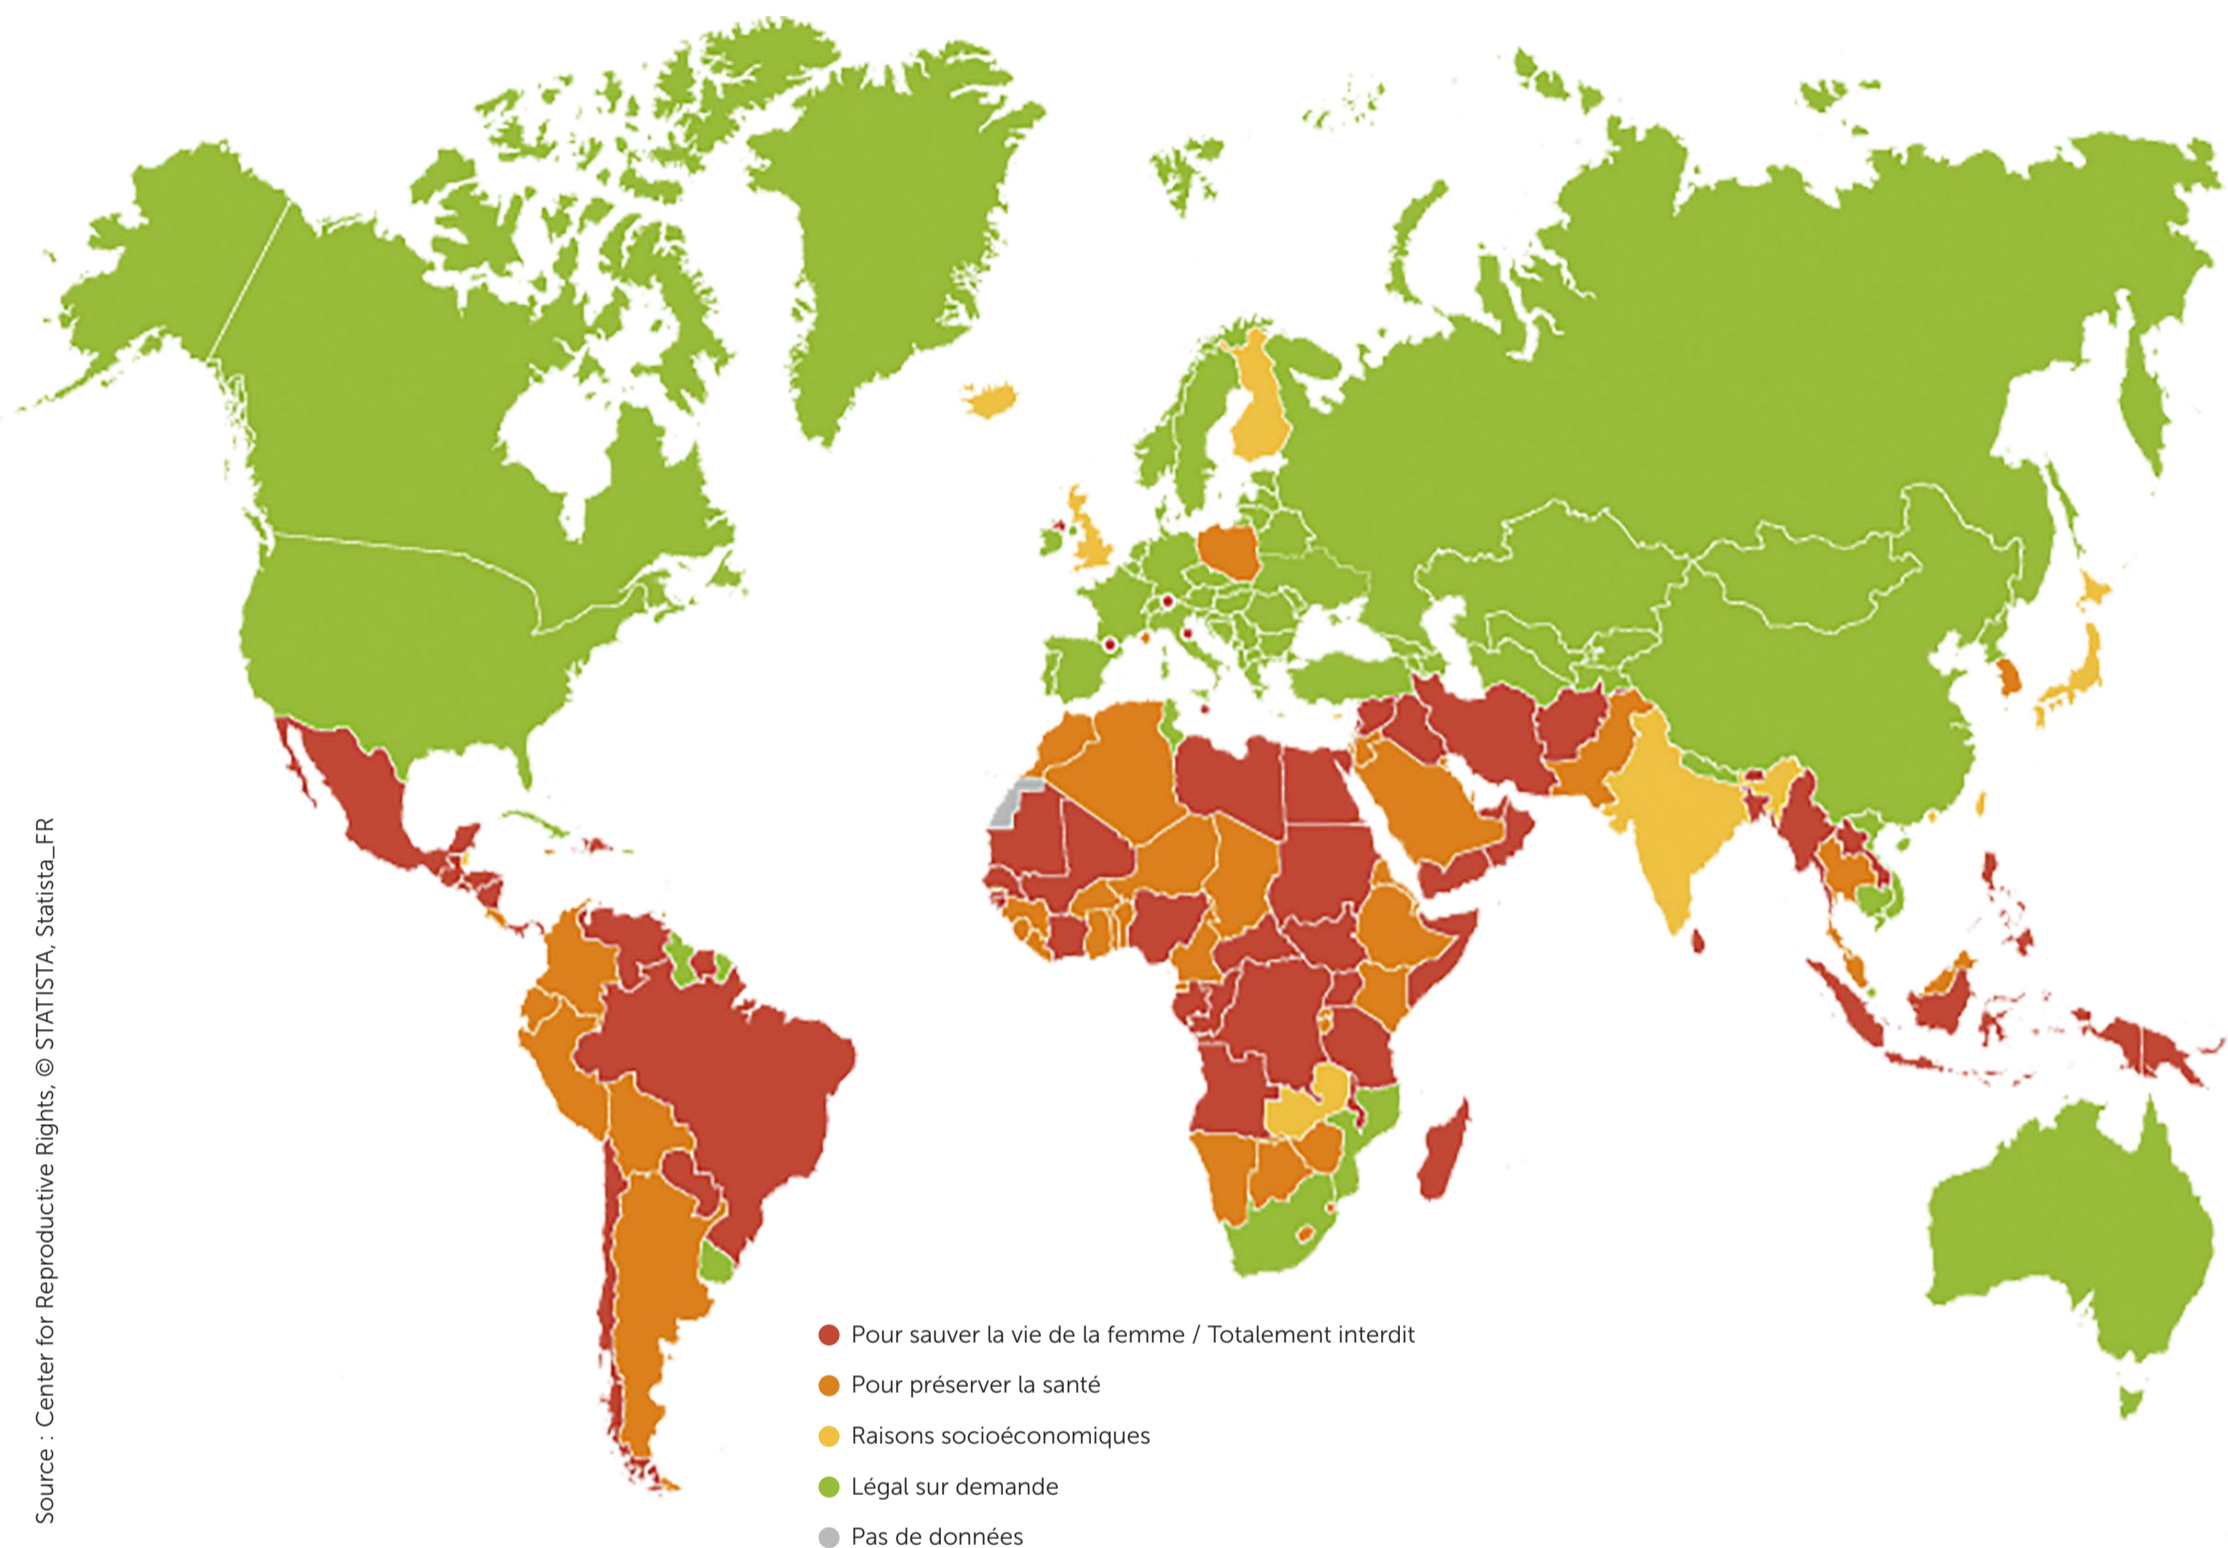 Source : Center for Reproductive Rights, © STATISTA, Statista_FR
Pour sauver la vie de la femme / Totalement interdit
Pour préserver la santé
Raisons socioéconomiques
Légal sur demande
Pas de données